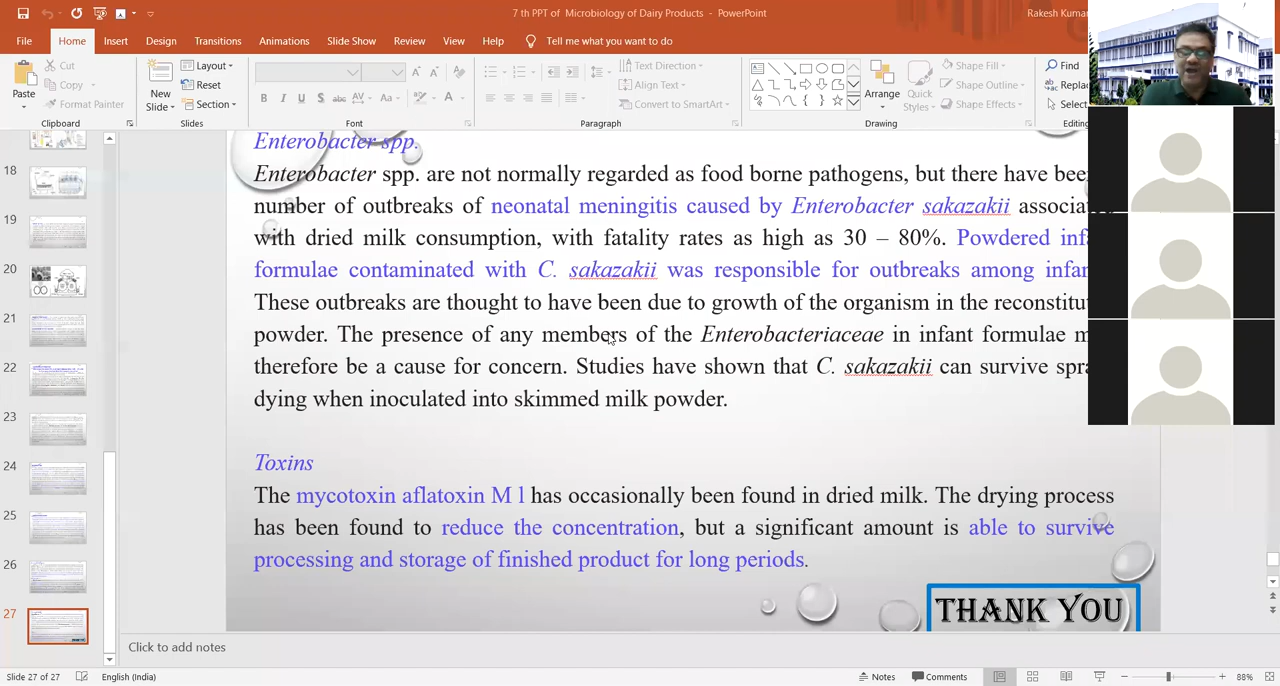 7 th PPT of Microbiology of Dairy Products - PowerPoint
Rakesh Kumar
File Home Insert Design Transitions Animations Slide Show Review View Help Tell me what you want to do
Paste
Cut
Copy
Format Painter
Clipboard
New Slide
Layout
Reset
Section
Slides
B I U S abc AV Aa A
Font
Text Direction
Align Text
Convert to SmartArt
Paragraph
Arrange
Quick Styles
Shape Fill
Shape Outline
Shape Effects
Drawing
Find
Replac
Select
Editing
18
19
20
21
22
23
24
25
26
27
Enterobacter spp.
Enterobacter spp. are not normally regarded as food borne pathogens, but there have been
number of outbreaks of neonatal meningitis caused by Enterobacter sakazakii associate
with dried milk consumption, with fatality rates as high as 30 – 80%. Powdered infa
formulae contaminated with C. sakazakii was responsible for outbreaks among infan
These outbreaks are thought to have been due to growth of the organism in the reconstitut
powder. The presence of any members of the Enterobacteriaceae in infant formulae m
therefore be a cause for concern. Studies have shown that C. sakazakii can survive spra
dying when inoculated into skimmed milk powder.
Toxins
The mycotoxin aflatoxin M l has occasionally been found in dried milk. The drying process
has been found to reduce the concentration, but a significant amount is able to survive
processing and storage of finished product for long periods.
THANK YOU
Click to add notes
Slide 27 of 27
English (India)
Notes
Comments
88%